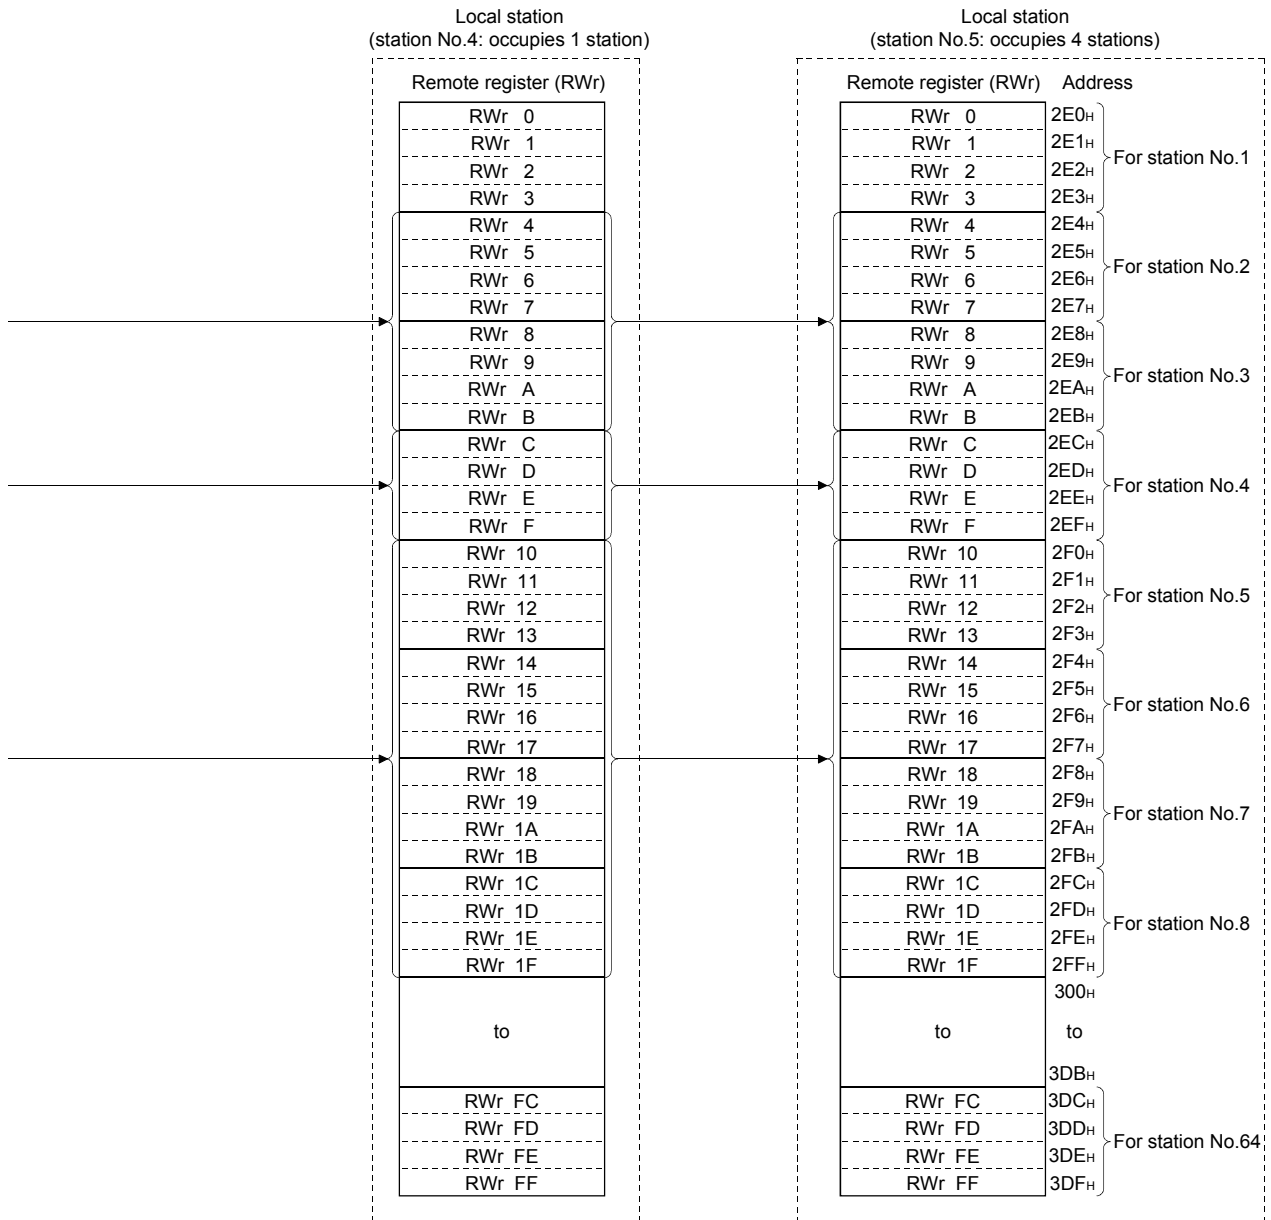 Local station Local station
(station No.4: occupies 1 station) (station No.5: occupies 4 stations)
Remote register (RWr) Remote register (RWr) Address
RWr 0 RWr 0 2E0H
RWr 1 RWr 1 2E1H
For station No.1
RWr 2 RWr 2 2E2H
RWr 3 RWr 3 2E3H
RWr 4 RWr 4 2E4H
RWr 5 RWr 5 2E5H
For station No.2
RWr 6 RWr 6 2E6H
RWr 7 RWr 7 2E7H
RWr 8 RWr 8 2E8H
RWr 9 RWr 9 2E9H
For station No.3
RWr A RWr A 2EAH
RWr B RWr B 2EBH
RWr C RWr C 2ECH
RWr D RWr D 2EDH
For station No.4
RWr E RWr E 2EEH
RWr F RWr F 2EFH
RWr 10 RWr 10 2F0H
RWr 11 RWr 11 2F1H
For station No.5
RWr 12 RWr 12 2F2H
RWr 13 RWr 13 2F3H
RWr 14 RWr 14 2F4H
RWr 15 RWr 15 2F5H
For station No.6
RWr 16 RWr 16 2F6H
RWr 17 RWr 17 2F7H
RWr 18 RWr 18 2F8H
RWr 19 RWr 19 2F9H
For station No.7
RWr 1A RWr 1A 2FAH
RWr 1B RWr 1B 2FBH
RWr 1C RWr 1C 2FCH
RWr 1D RWr 1D 2FDH
For station No.8
RWr 1E RWr 1E 2FEH
RWr 1F RWr 1F 2FFH
300H
to to to
3DBH
RWr FC RWr FC 3DCH
RWr FD RWr FD 3DDH
For station No.64
RWr FE RWr FE 3DEH
RWr FF RWr FF 3DFH